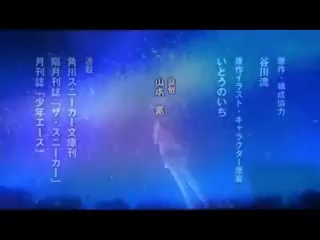 原作・構成協力
谷川流
原作イラスト・キャラクター原案
いとうのいぢ
山本 寛
連載
角川スニーカー文庫刊
隔月刊誌「ザ・スニーカー」
月刊誌「少年エース」